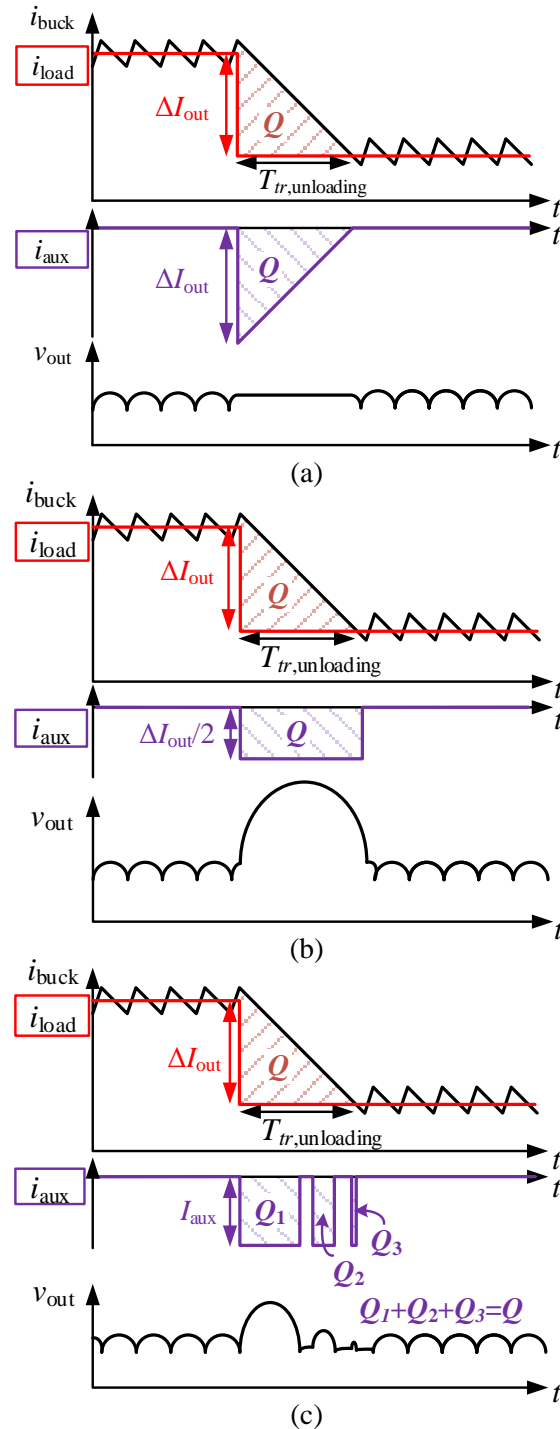 i_buck
i_load
ΔI_out
Q
T_tr,unloading
t
i_aux
t
ΔI_out
Q
v_out
t
(a)
i_buck
i_load
ΔI_out
Q
T_tr,unloading
t
i_aux
t
ΔI_out/2
Q
v_out
t
(b)
i_buck
i_load
ΔI_out
Q
T_tr,unloading
t
i_aux
t
I_aux
Q_1
Q_3
Q_2
v_out
Q_1+Q_2+Q_3=Q
t
(c)